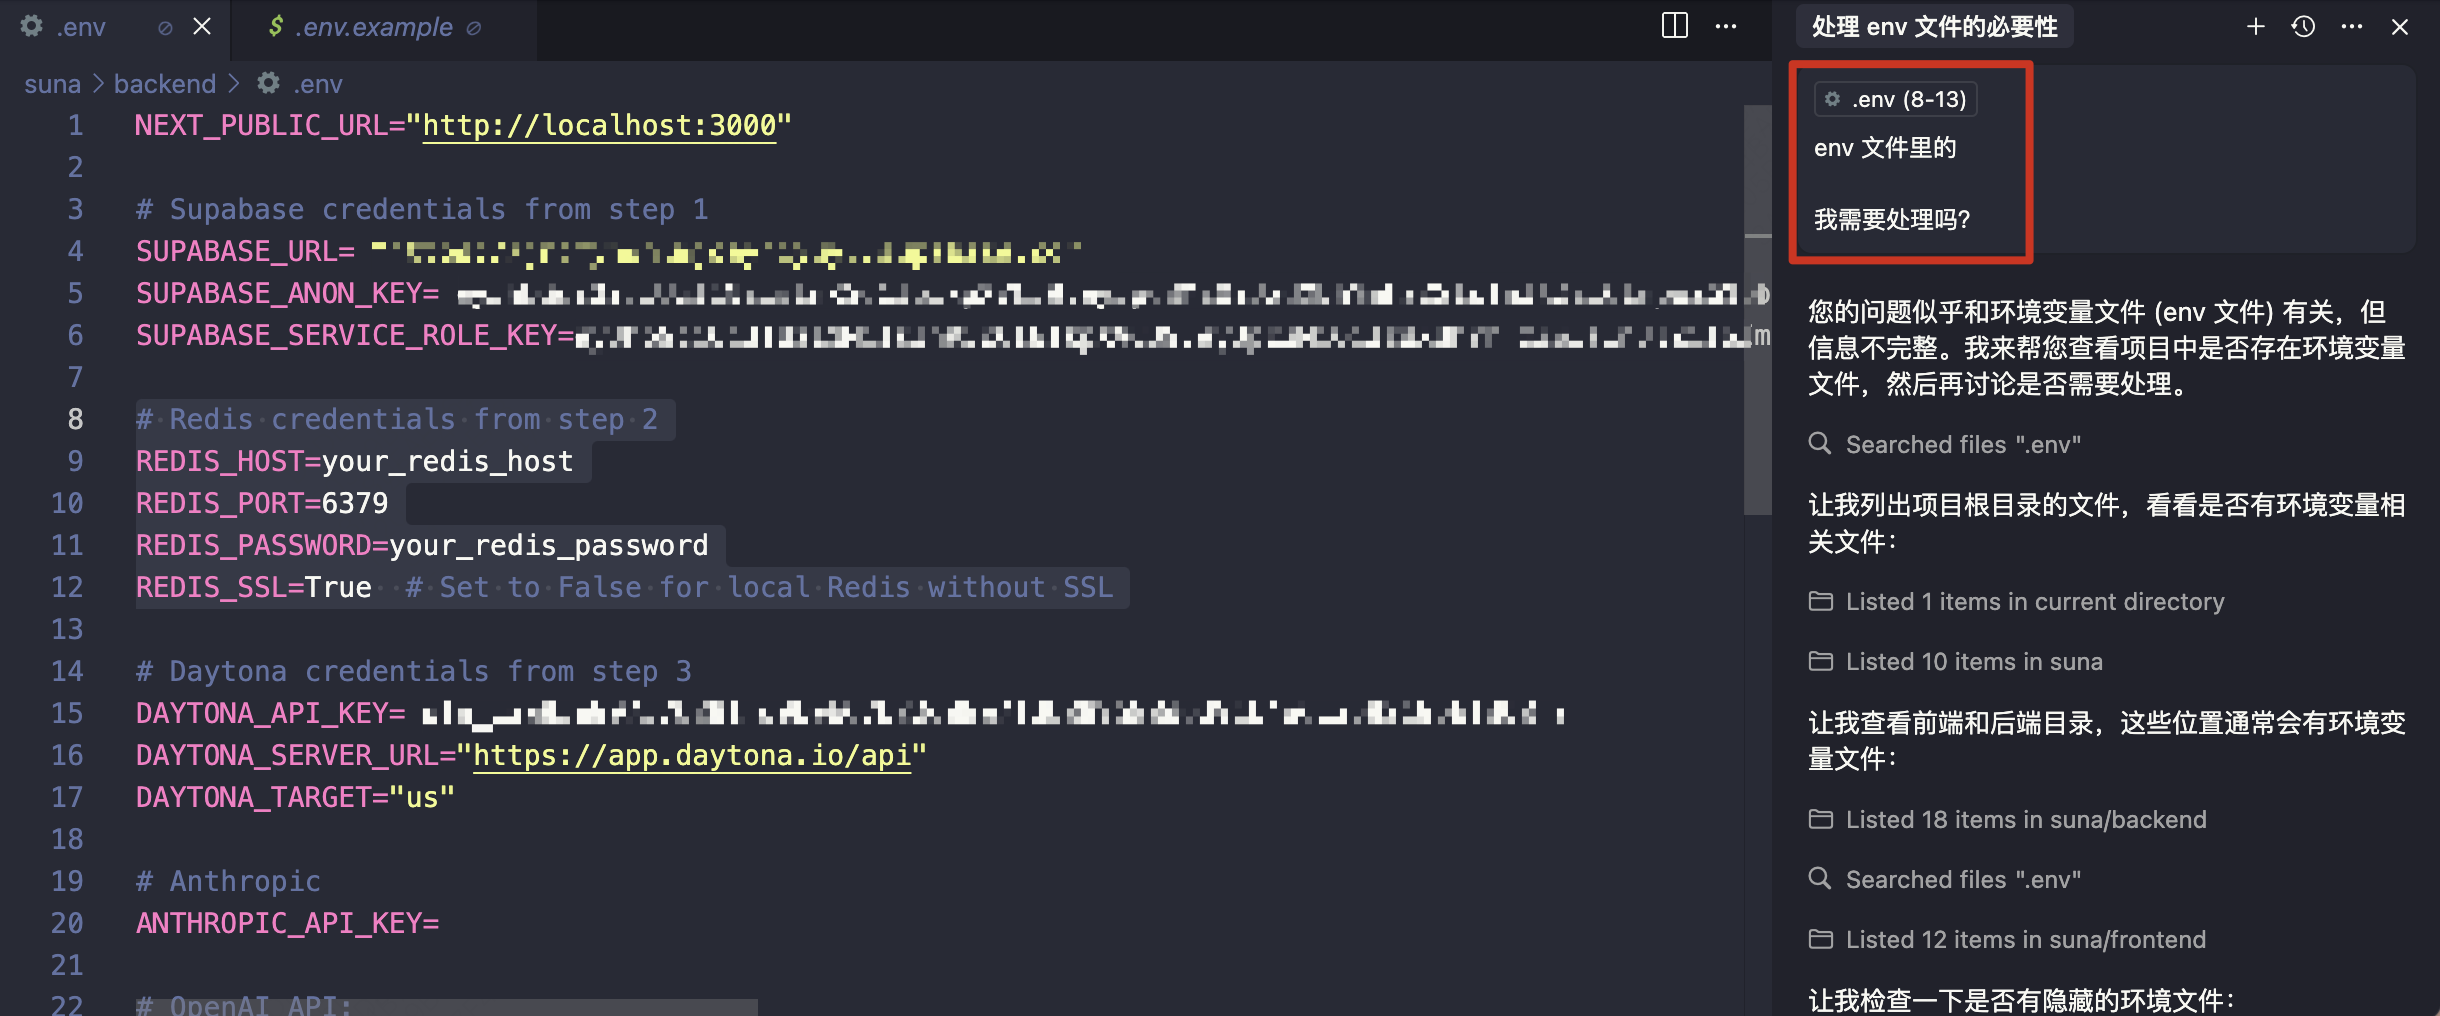 .env
.env.example
处理 env 文件的必要性
suna > backend > .env
1 NEXT_PUBLIC_URL="http://localhost:3000"
2
3 # Supabase credentials from step 1
4 SUPABASE_URL=
5 SUPABASE_ANON_KEY=
6 SUPABASE_SERVICE_ROLE_KEY=
7
8 # Redis credentials from step 2
9 REDIS_HOST=your_redis_host
10 REDIS_PORT=6379
11 REDIS_PASSWORD=your_redis_password
12 REDIS_SSL=True # Set to False for local Redis without SSL
13
14 # Daytona credentials from step 3
15 DAYTONA_API_KEY=
16 DAYTONA_SERVER_URL="https://app.daytona.io/api"
17 DAYTONA_TARGET="us"
18
19 # Anthropic
20 ANTHROPIC_API_KEY=
21
22 # OpenAI API:
.env (8-13)
env 文件里的
我需要处理吗?
您的问题似乎和环境变量文件 (env 文件) 有关，但
信息不完整。我来帮您查看项目中是否存在环境变量
文件，然后再讨论是否需要处理。
Searched files ".env"
让我列出项目根目录的文件，看看是否有环境变量相
关文件：
Listed 1 items in current directory
Listed 10 items in suna
让我查看前端和后端目录，这些位置通常会有环境变
量文件：
Listed 18 items in suna/backend
Searched files ".env"
Listed 12 items in suna/frontend
让我检查一下是否有隐藏的环境文件：